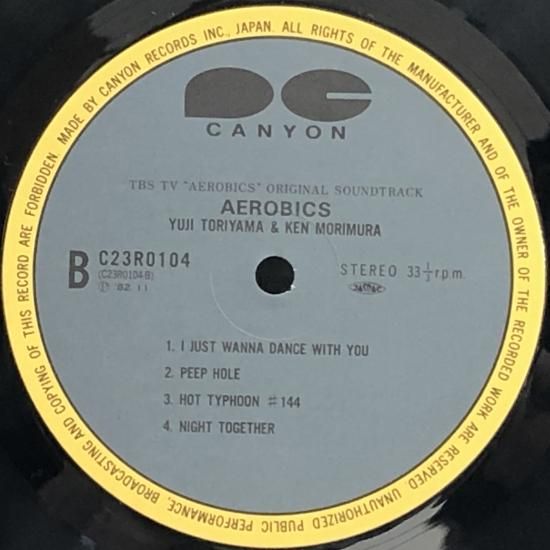 MADE BY CANYON RECORDS INC., JAPAN. ALL RIGHTS OF THE MANUFACTURER AND OF THE OWNER OF THE RECORDED WORK ARE RESERVED UNAUTHORIZED PUBLIC PERFORMANCE, BROADCASTING AND COPYING OF THIS RECORD ARE FORBIDDEN.
CANYON
TBS TV "AEROBICS" ORIGINAL SOUNDTRACK
AEROBICS
YUJI TORIYAMA & KEN MORIMURA
B C23R0104
(C23R0104-B)
Ⓟ '82. 11
STEREO 33⅓r.p.m.
JASRAC
1. I JUST WANNA DANCE WITH YOU
2. PEEP HOLE
3. HOT TYPHOON #144
4. NIGHT TOGETHER